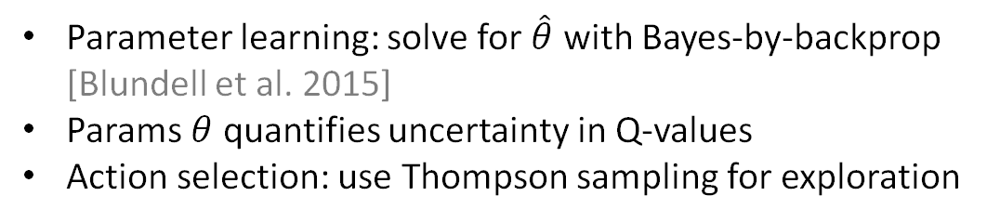 • Parameter learning: solve for θ̂ with Bayes-by-backprop
[Blundell et al. 2015]
• Params θ quantifies uncertainty in Q-values
• Action selection: use Thompson sampling for exploration